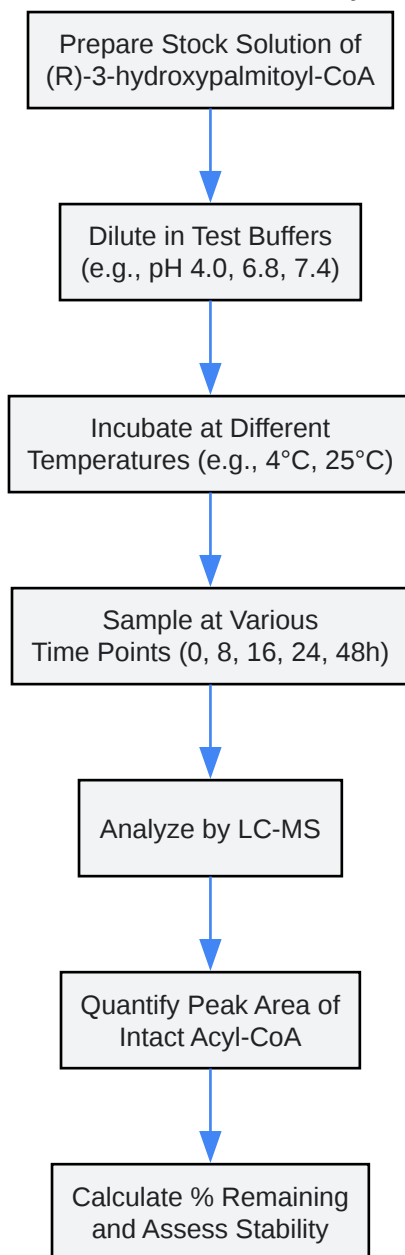 Prepare Stock Solution of
(R)-3-hydroxypalmitoyl-CoA
Dilute in Test Buffers
(e.g., pH 4.0, 6.8, 7.4)
Incubate at Different
Temperatures (e.g., 4°C, 25°C)
Sample at Various
Time Points (0, 8, 16, 24, 48h)
Analyze by LC-MS
Quantify Peak Area of
Intact Acyl-CoA
Calculate % Remaining
and Assess Stability